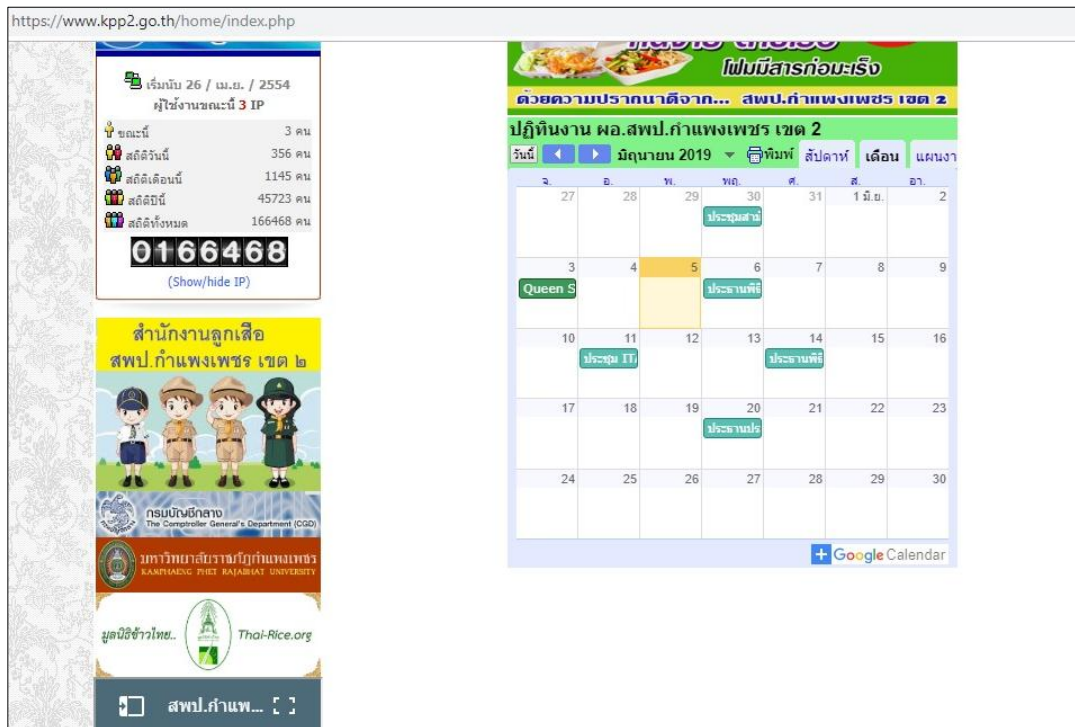 https://www.kpp2.go.th/home/index.php
เริ่มนับ 26 / เม.ย. / 2554
ผู้ใช้งานขณะนี้ 3 IP
ขณะนี้ 3 คน
สถิติวันนี้ 356 คน
สถิติเดือนนี้ 1145 คน
สถิติปีนี้ 45723 คน
สถิติทั้งหมด 166468 คน
0166468
(Show/hide IP)
สำนักงานลูกเสือ
สพป.กำแพงเพชร เขต ๒
กรมบัญชีกลาง
The Comptroller General's Department (CGD)
มหาวิทยาลัยราชภัฏกำแพงเพชร
KAMPHAENG PHET RAJABHAT UNIVERSITY
มูลนิธิข้าวไทย.. Thai-Rice.org
สพป.กำแพ...
โฟมมีสารก่อมะเร็ง
ด้วยความปรารถนาดีจาก... สพป.กำแพงเพชร เขต 2
ปฏิทินงาน ผอ.สพป.กำแพงเพชร เขต 2
วันนี้ มิถุนายน 2019 พิมพ์ สัปดาห์ เดือน แผนงา
จ. อ. พ. พฤ. ศ. ส. อา.
27 28 29 30 31 1 มิ.ย. 2
ประชุมสาม
3 4 5 6 7 8 9
Queen S ประธานพิธี
10 11 12 13 14 15 16
ประชุม ITA ประธานพิธี
17 18 19 20 21 22 23
ประธานประ
24 25 26 27 28 29 30
Google Calendar